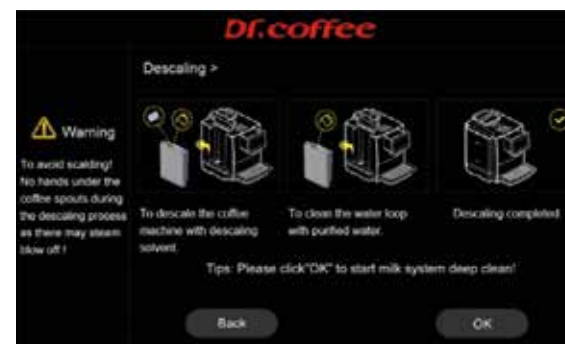 Dr.coffee
Descaling >
Warning
To avoid scalding!
No hands under the
coffee spouts during
the descaling process
as there may steam
blow off !
To descale the coffee
machine with descaling
solvent.
To clean the water loop
with purified water.
Descaling completed
Tips: Please click"OK" to start milk system deep clean!
Back
OK